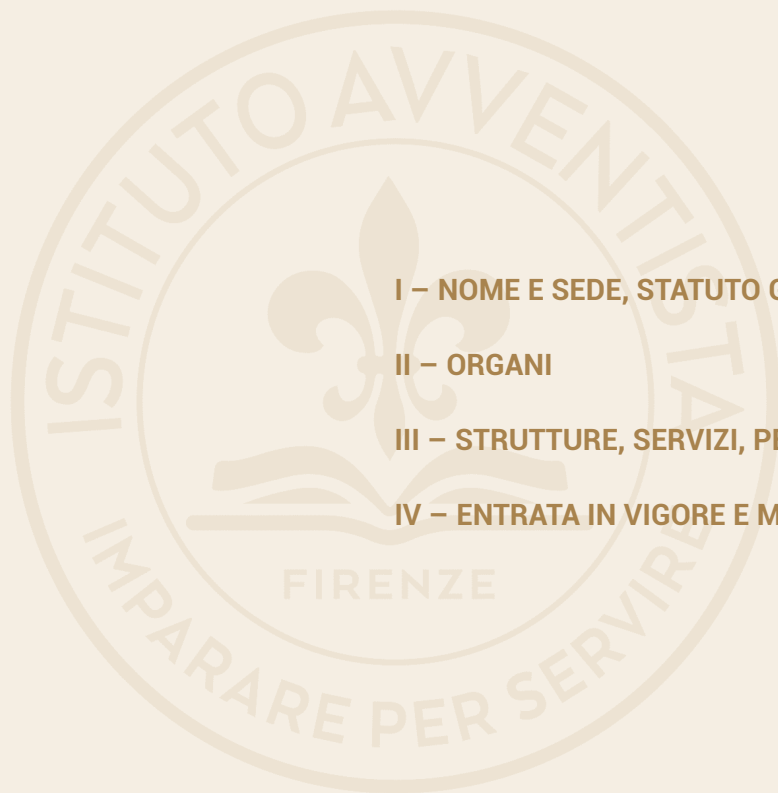 ISTITUTO AVVENTISTA
I – NOME E SEDE, STATUTO
II – ORGANI
III – STRUTTURE, SERVIZI,
IV – ENTRATA IN VIGORE E
FIRENZE
IMPARARE PER SERVIRE